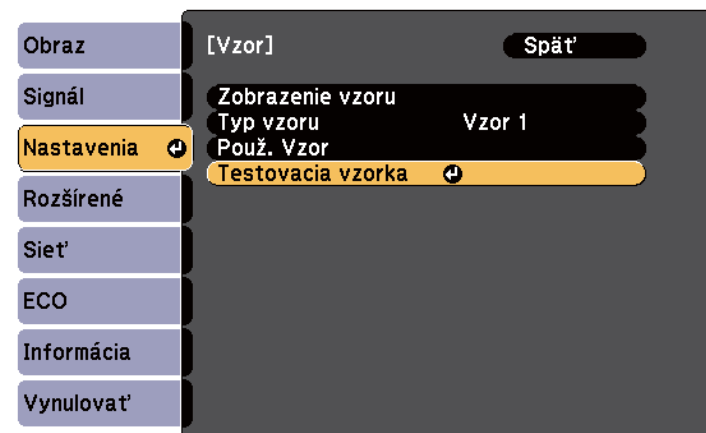 Obraz
Signál
Nastavenia
Rozšírené
Sieť
ECO
Informácia
Vynulovať
[Vzor] Späť
Zobrazenie vzoru
Typ vzoru Vzor 1
Použ. Vzor
Testovacia vzorka